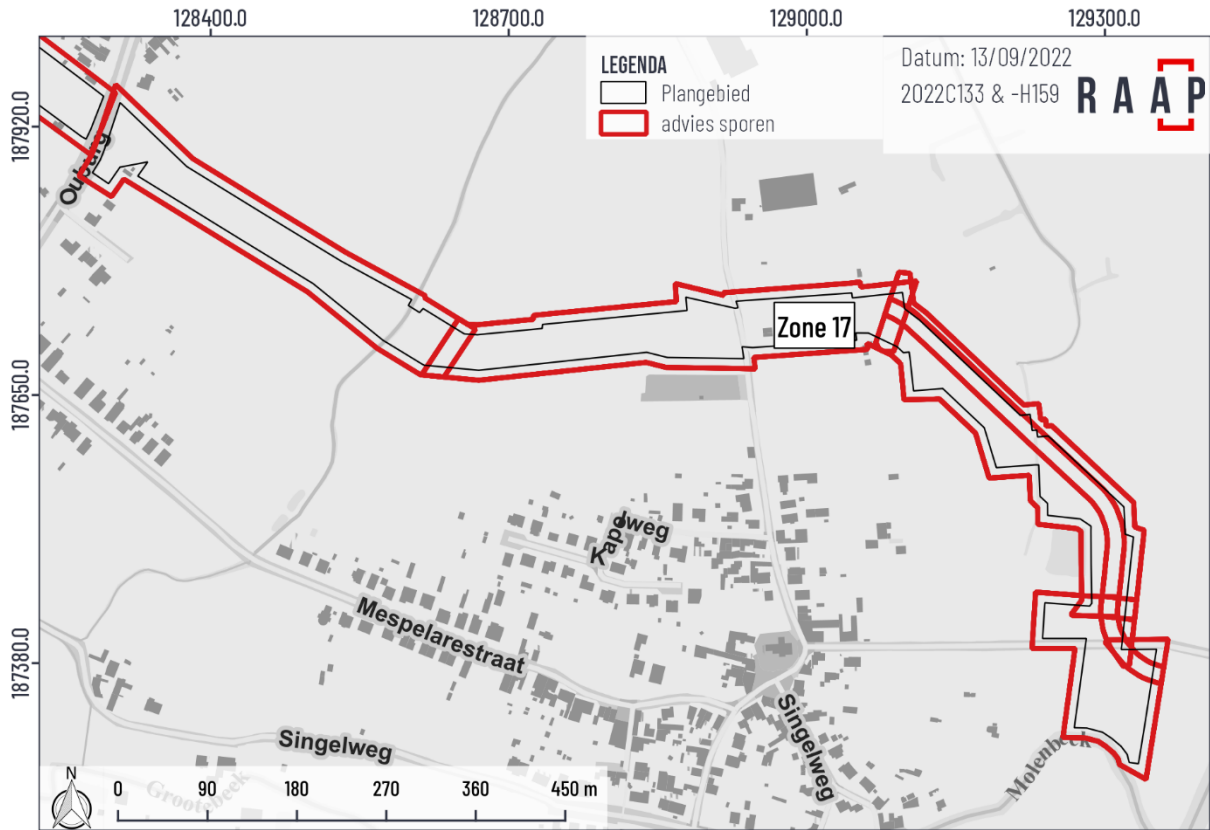 128400.0 128700.0 129000.0 129300.0
LEGENDA
Plangebied
advies sporen
Datum: 13/09/2022
2022C133 & -H159
RAAP
187920.0
Ouburg
Zone 17
187650.0
Kapelweg
Mespelarestraat
187380.0
Singelweg
Singelweg
Molenbeek
Grootebeek
N
0 90 180 270 360 450 m